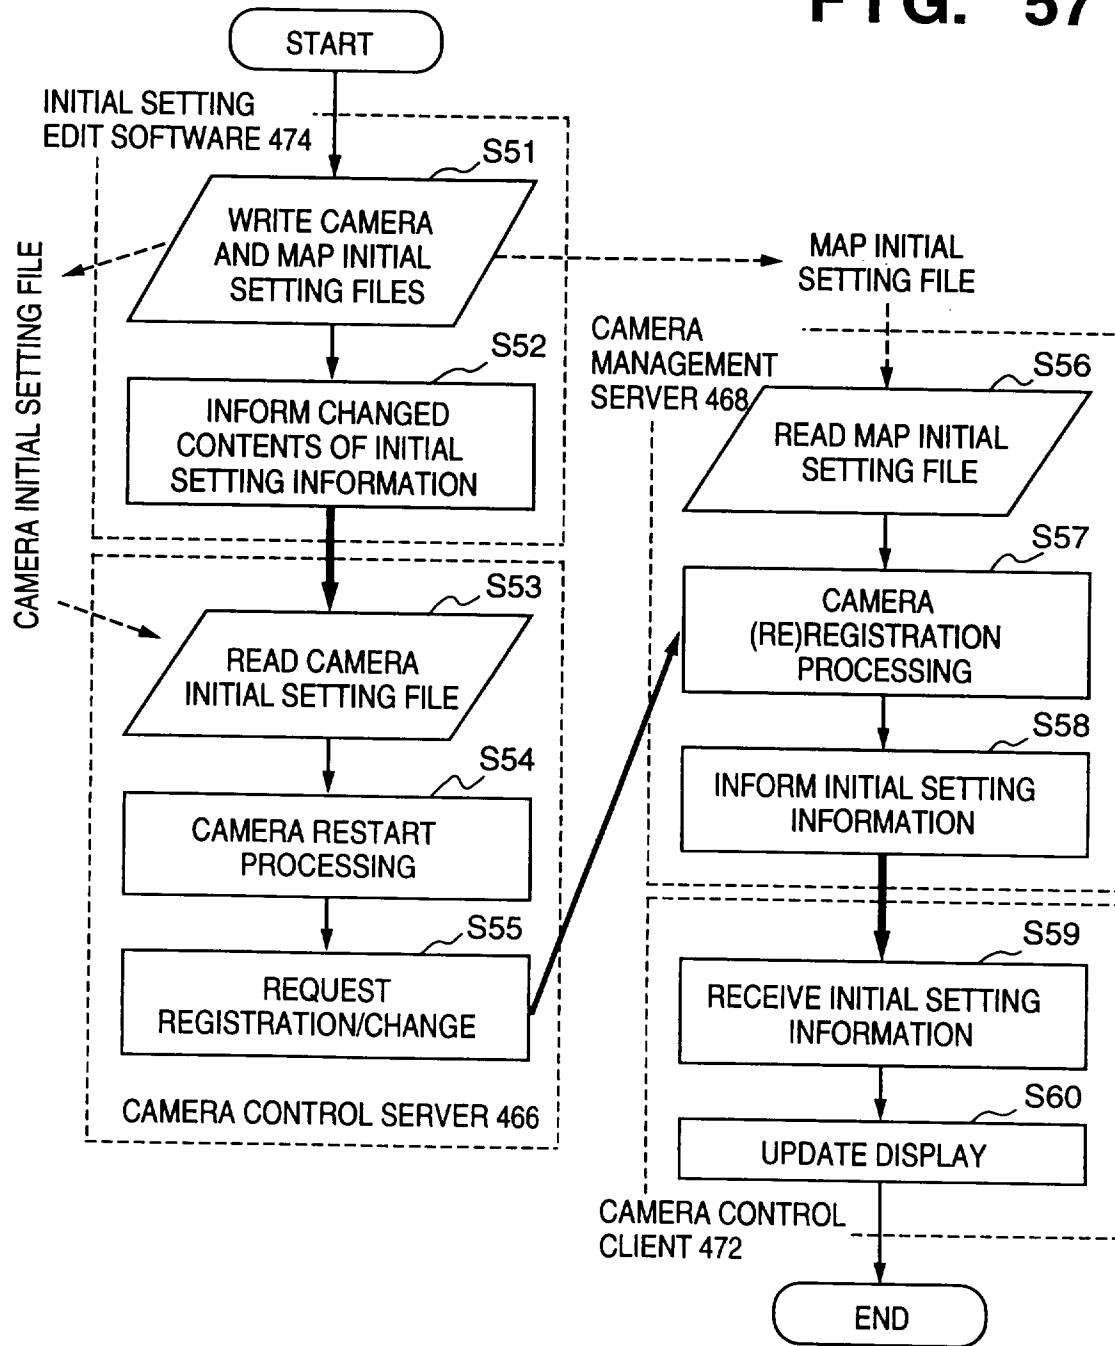 FIG. 57
START
INITIAL SETTING
EDIT SOFTWARE 474
S51
WRITE CAMERA
AND MAP INITIAL
SETTING FILES
CAMERA INITIAL SETTING FILE
S52
INFORM CHANGED
CONTENTS OF INITIAL
SETTING INFORMATION
S53
READ CAMERA
INITIAL SETTING FILE
S54
CAMERA RESTART
PROCESSING
S55
REQUEST
REGISTRATION/CHANGE
CAMERA CONTROL SERVER 466
MAP INITIAL
SETTING FILE
CAMERA
MANAGEMENT
SERVER 468
S56
READ MAP INITIAL
SETTING FILE
S57
CAMERA
(RE)REGISTRATION
PROCESSING
S58
INFORM INITIAL SETTING
INFORMATION
S59
RECEIVE INITIAL SETTING
INFORMATION
S60
UPDATE DISPLAY
CAMERA CONTROL
CLIENT 472
END